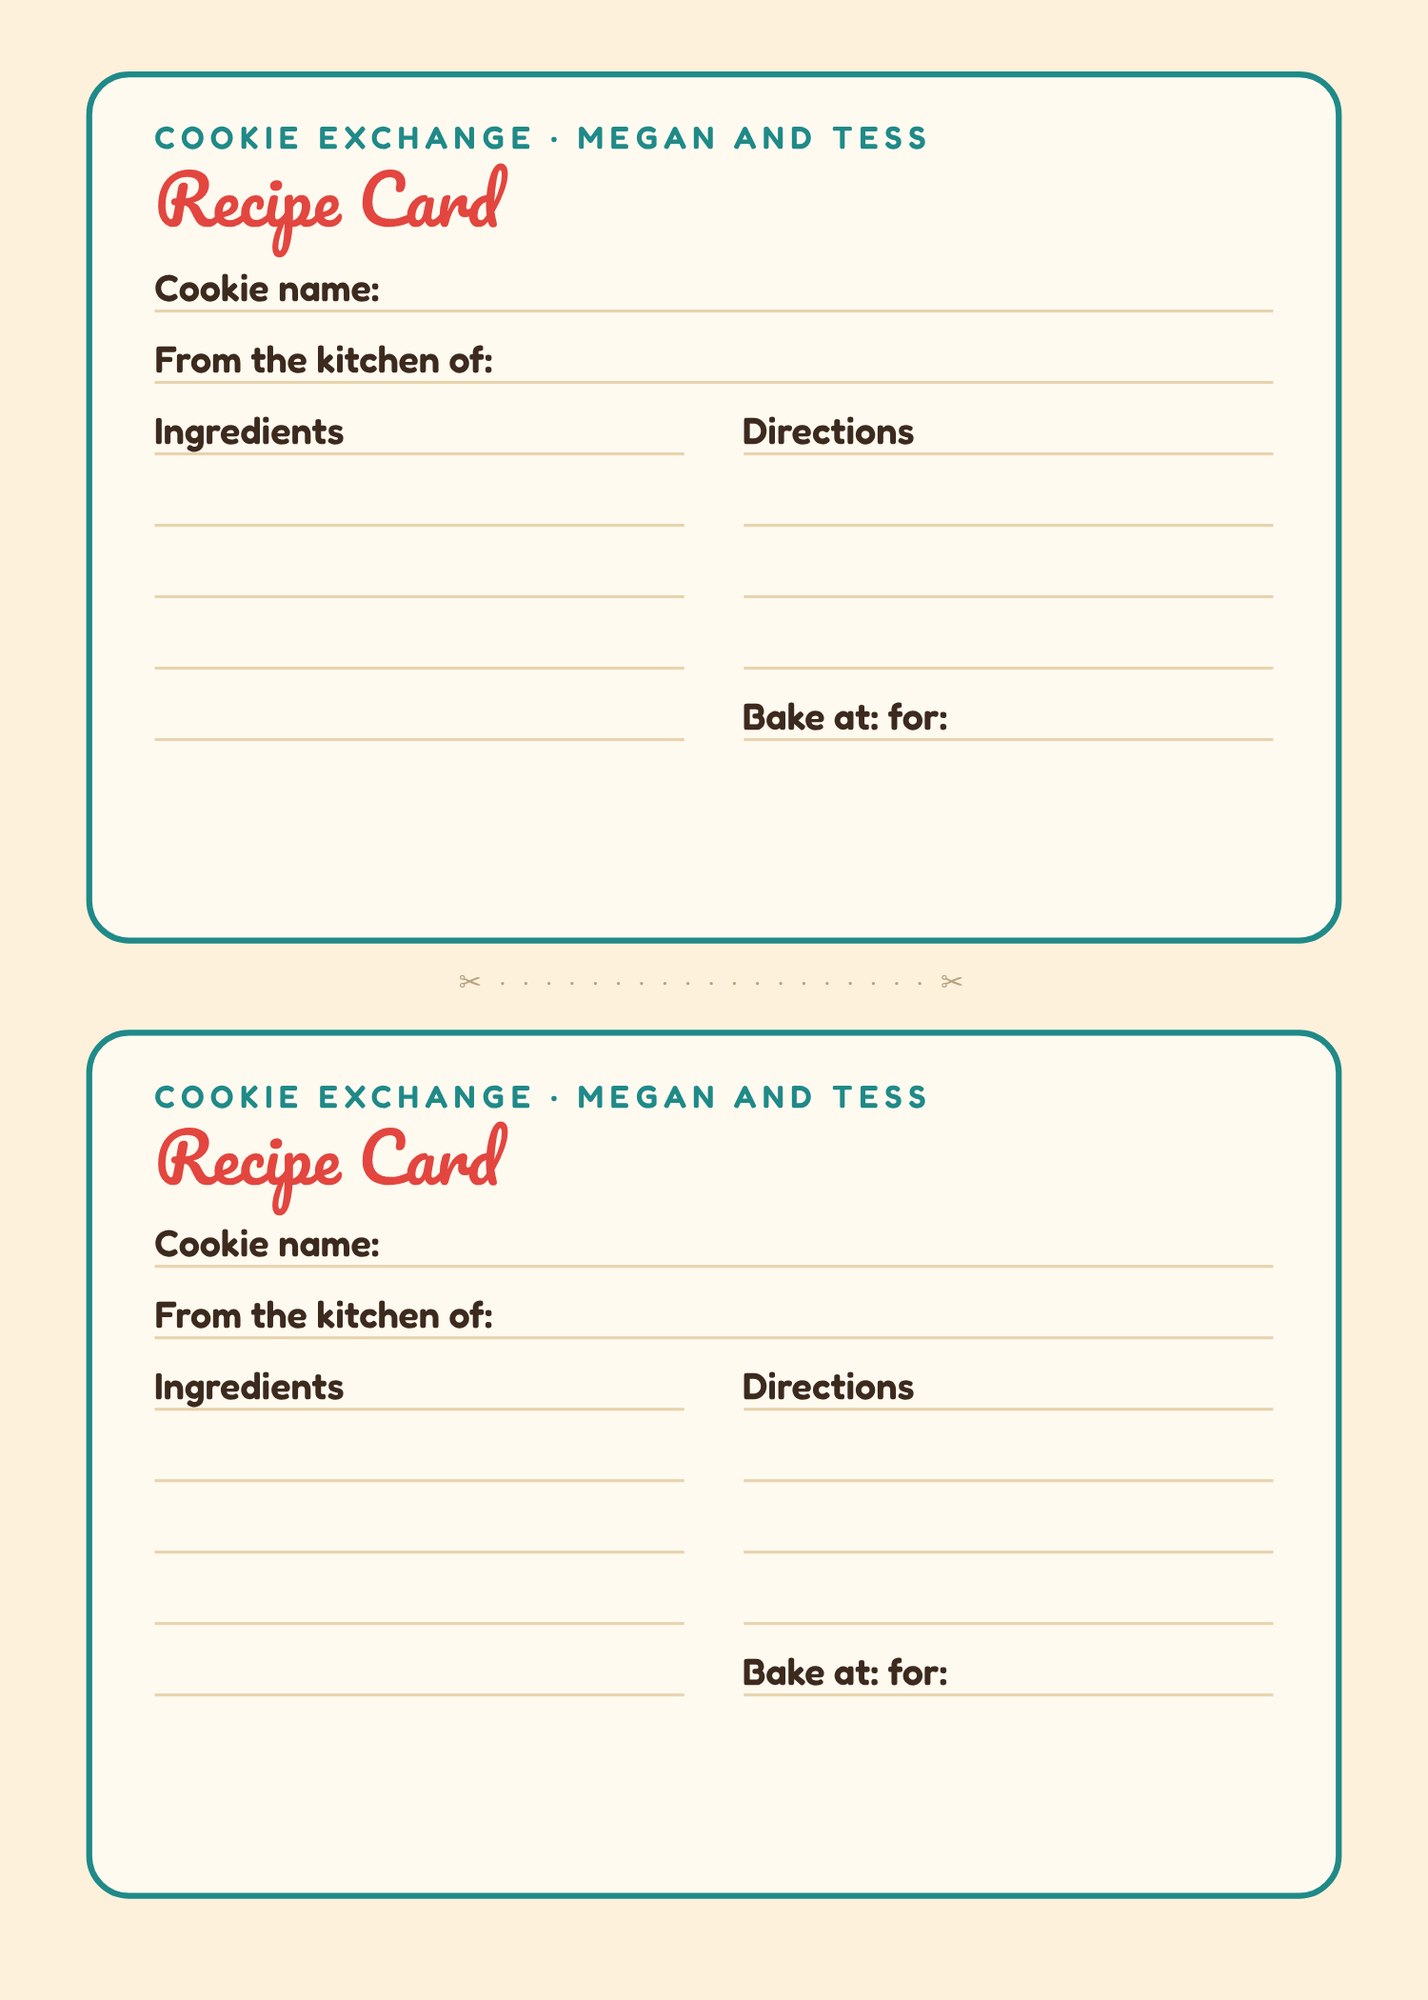 COOKIE EXCHANGE · MEGAN AND TESS
Recipe Card
Cookie name:
From the kitchen of:
Ingredients
Directions
Bake at: for:
COOKIE EXCHANGE · MEGAN AND TESS
Recipe Card
Cookie name:
From the kitchen of:
Ingredients
Directions
Bake at: for: